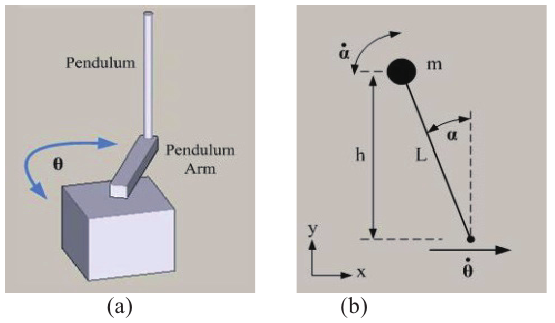 Pendulum
θ
Pendulum
Arm
(a)
α̇
m
α
h
L
y
x
θ̇
(b)